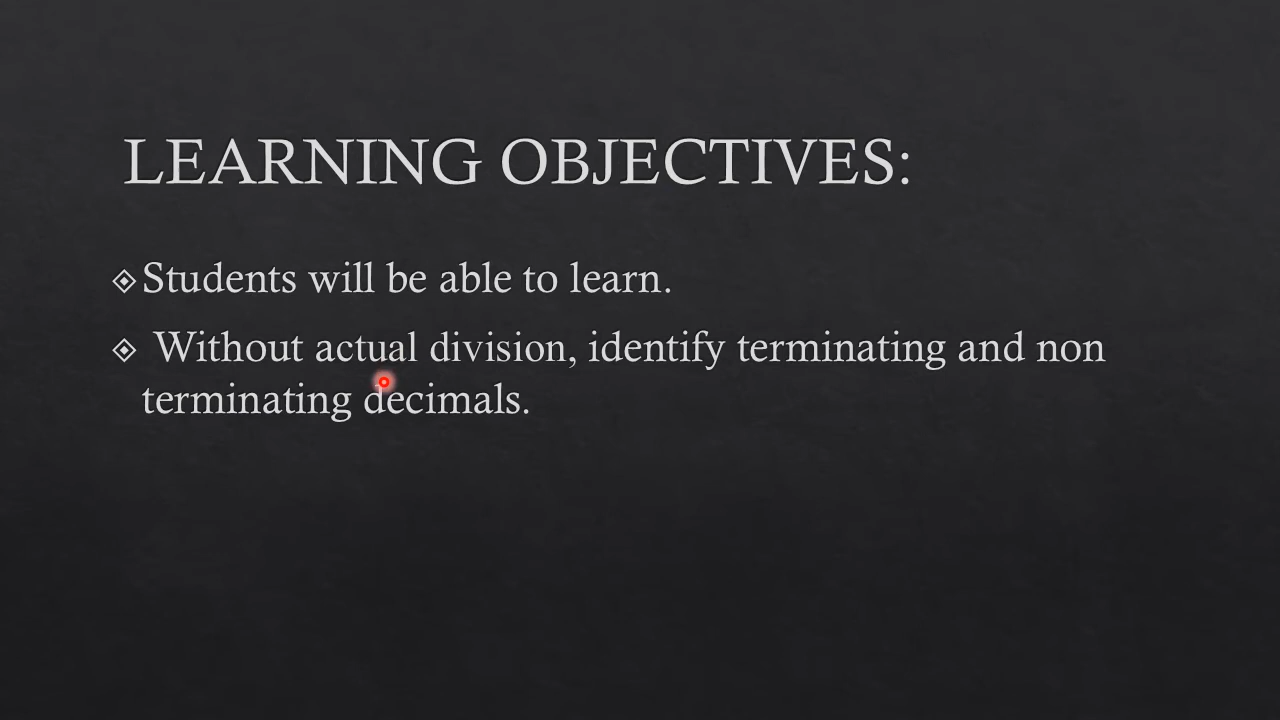 LEARNING OBJECTIVES:
Students will be able to learn.
Without actual division, identify terminating and non
terminating decimals.